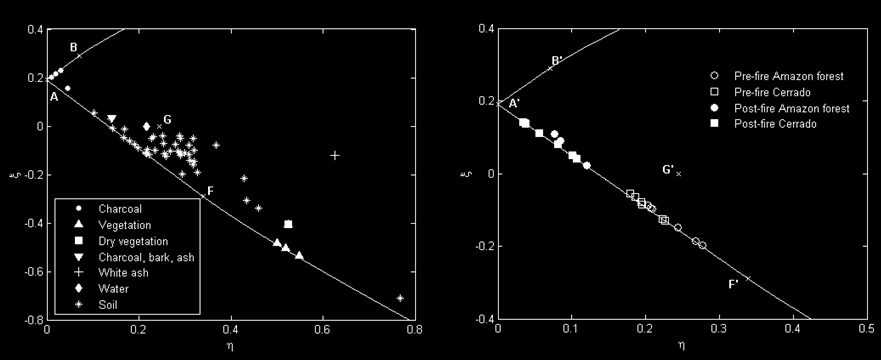 0.4
0.2
0
-0.2
-0.4
-0.6
-0.8
ξ
0
0.2
0.4
0.6
0.8
η
B
A
G
F
Charcoal
Vegetation
Dry vegetation
Charcoal, bark, ash
White ash
Water
Soil
0.4
0.2
0
-0.2
-0.4
ξ
0
0.1
0.2
0.3
0.4
0.5
η
B'
A'
G'
F'
Pre-fire Amazon forest
Pre-fire Cerrado
Post-fire Amazon forest
Post-fire Cerrado